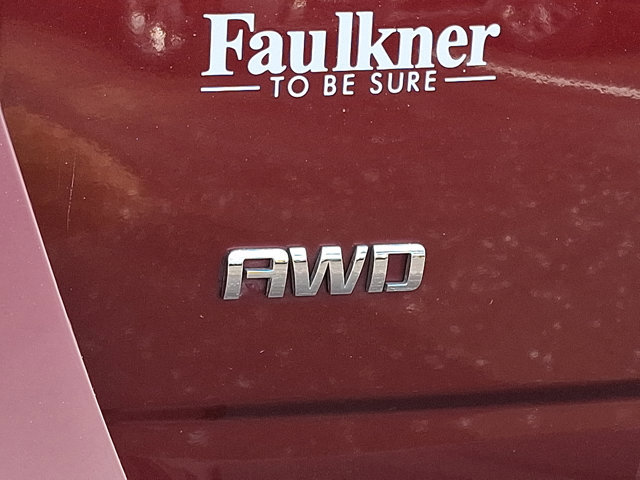 Faulkner
TO BE SURE
AWD